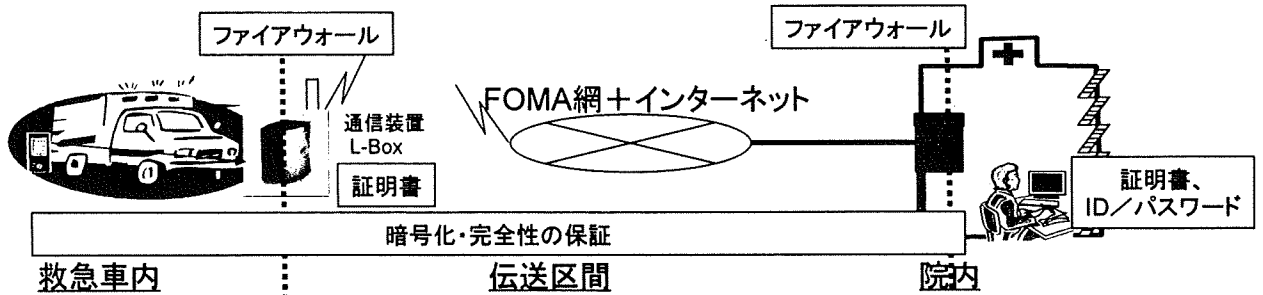 ファイアウォール
ファイアウォール
FOMA網＋インターネット
通信装置
L-Box
証明書
証明書、
ID／パスワード
暗号化・完全性の保証
救急車内
伝送区間
院内